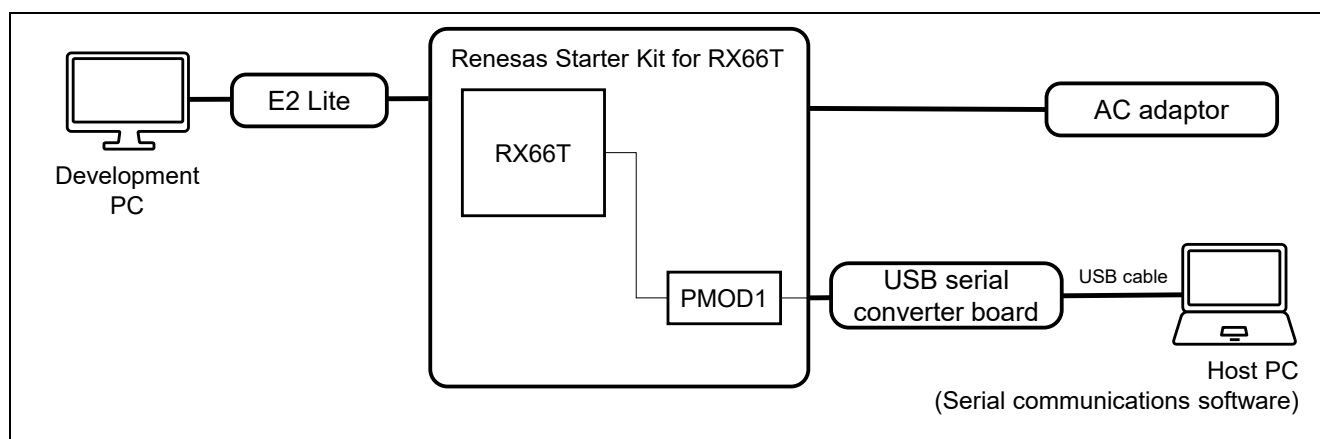 Renesas Starter Kit for RX66T
E2 Lite
RX66T
AC adaptor
Development
PC
PMOD1
USB serial
converter board
USB cable
Host PC
(Serial communications software)